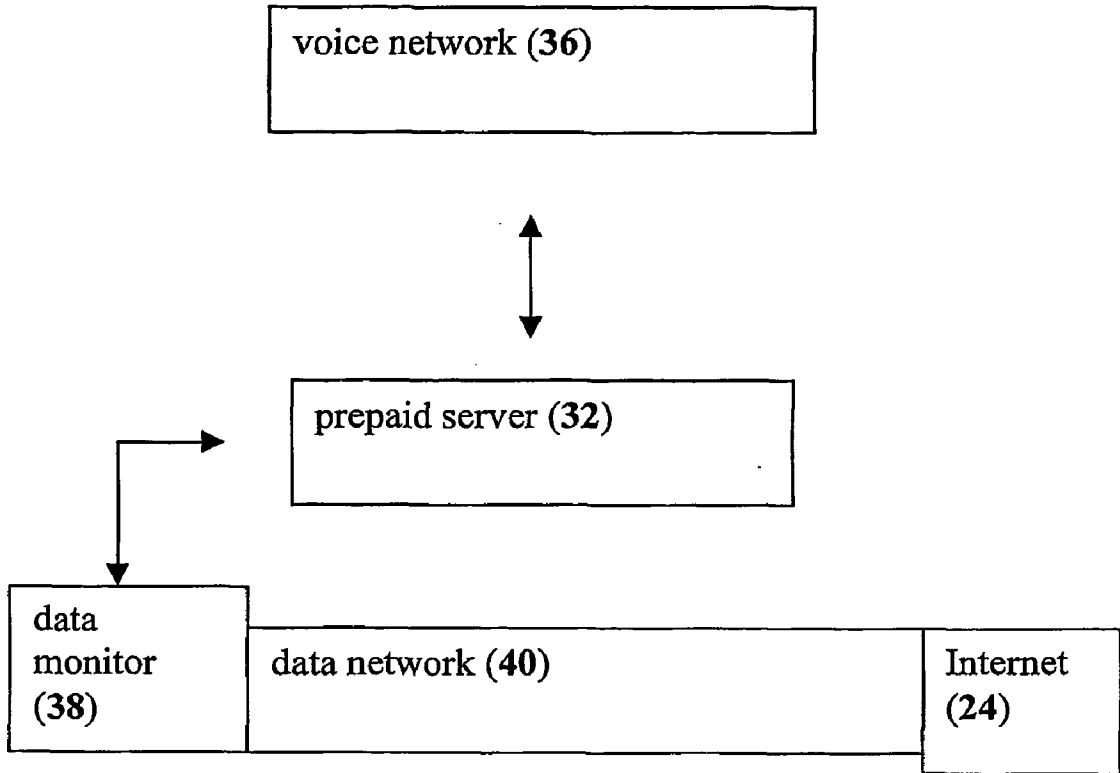 voice network (36)
prepaid server (32)
data
monitor
(38)
data network (40)
Internet
(24)